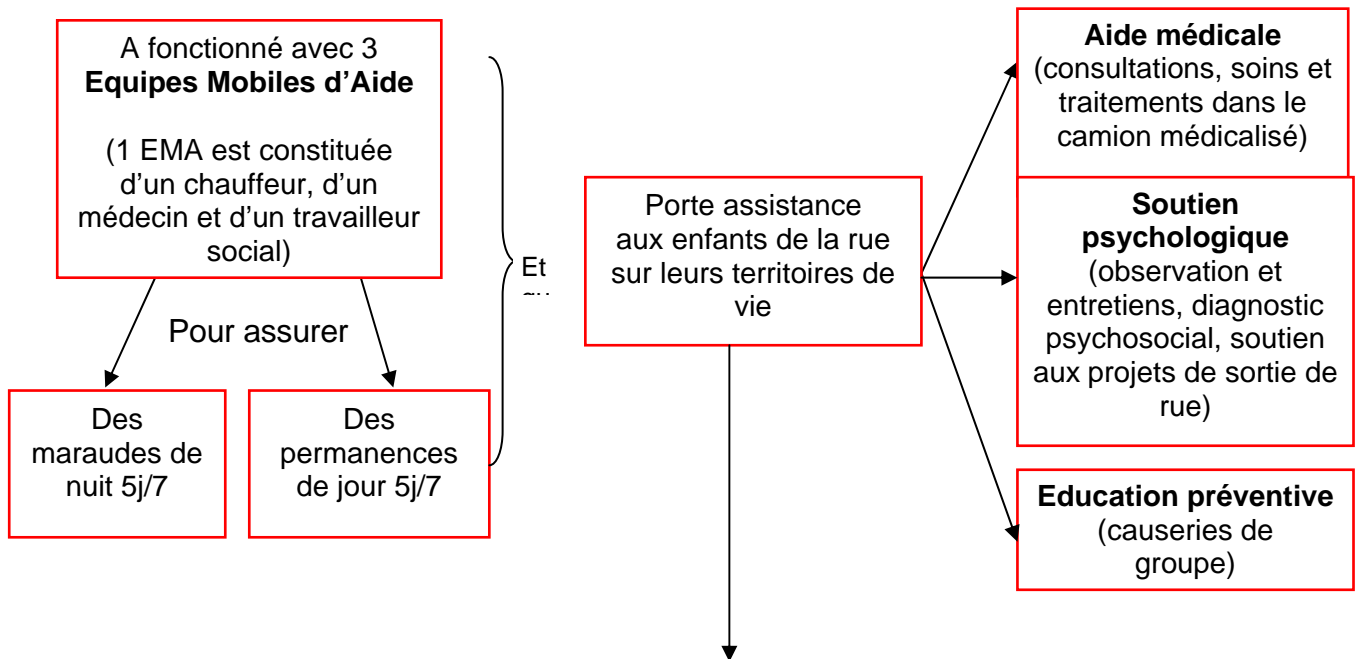 A fonctionné avec 3
Equipes Mobiles d’Aide
(1 EMA est constituée
d’un chauffeur, d’un
médecin et d’un travailleur
social)
Pour assurer
Des
maraudes de
nuit 5j/7
Des
permanences
de jour 5j/7
Et
Porte assistance
aux enfants de la rue
sur leurs territoires de
vie
Aide médicale
(consultations, soins et
traitements dans le
camion médicalisé)
Soutien
psychologique
(observation et
entretiens, diagnostic
psychosocial, soutien
aux projets de sortie de
rue)
Education préventive
(causeries de
groupe)